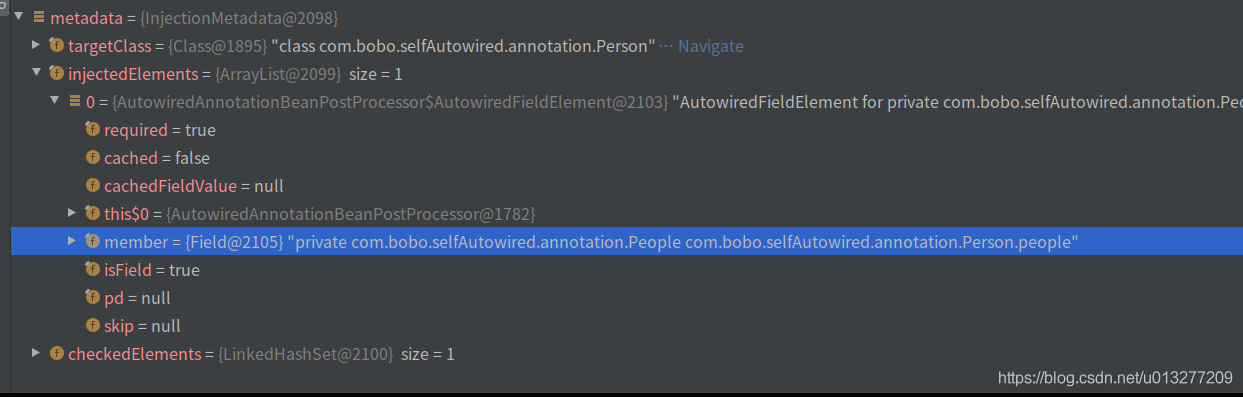 metadata = {InjectionMetadata@2098}
targetClass = {Class@1895} "class com.bobo.selfAutowired.annotation.Person" ··· Navigate
injectedElements = {ArrayList@2099} size = 1
0 = {AutowiredAnnotationBeanPostProcessor$AutowiredFieldElement@2103} "AutowiredFieldElement for private com.bobo.selfAutowired.annotation.Peo
required = true
cached = false
cachedFieldValue = null
this$0 = {AutowiredAnnotationBeanPostProcessor@1782}
member = {Field@2105} "private com.bobo.selfAutowired.annotation.People com.bobo.selfAutowired.annotation.Person.people"
isField = true
pd = null
skip = null
checkedElements = {LinkedHashSet@2100} size = 1
https://blog.csdn.net/u013277209